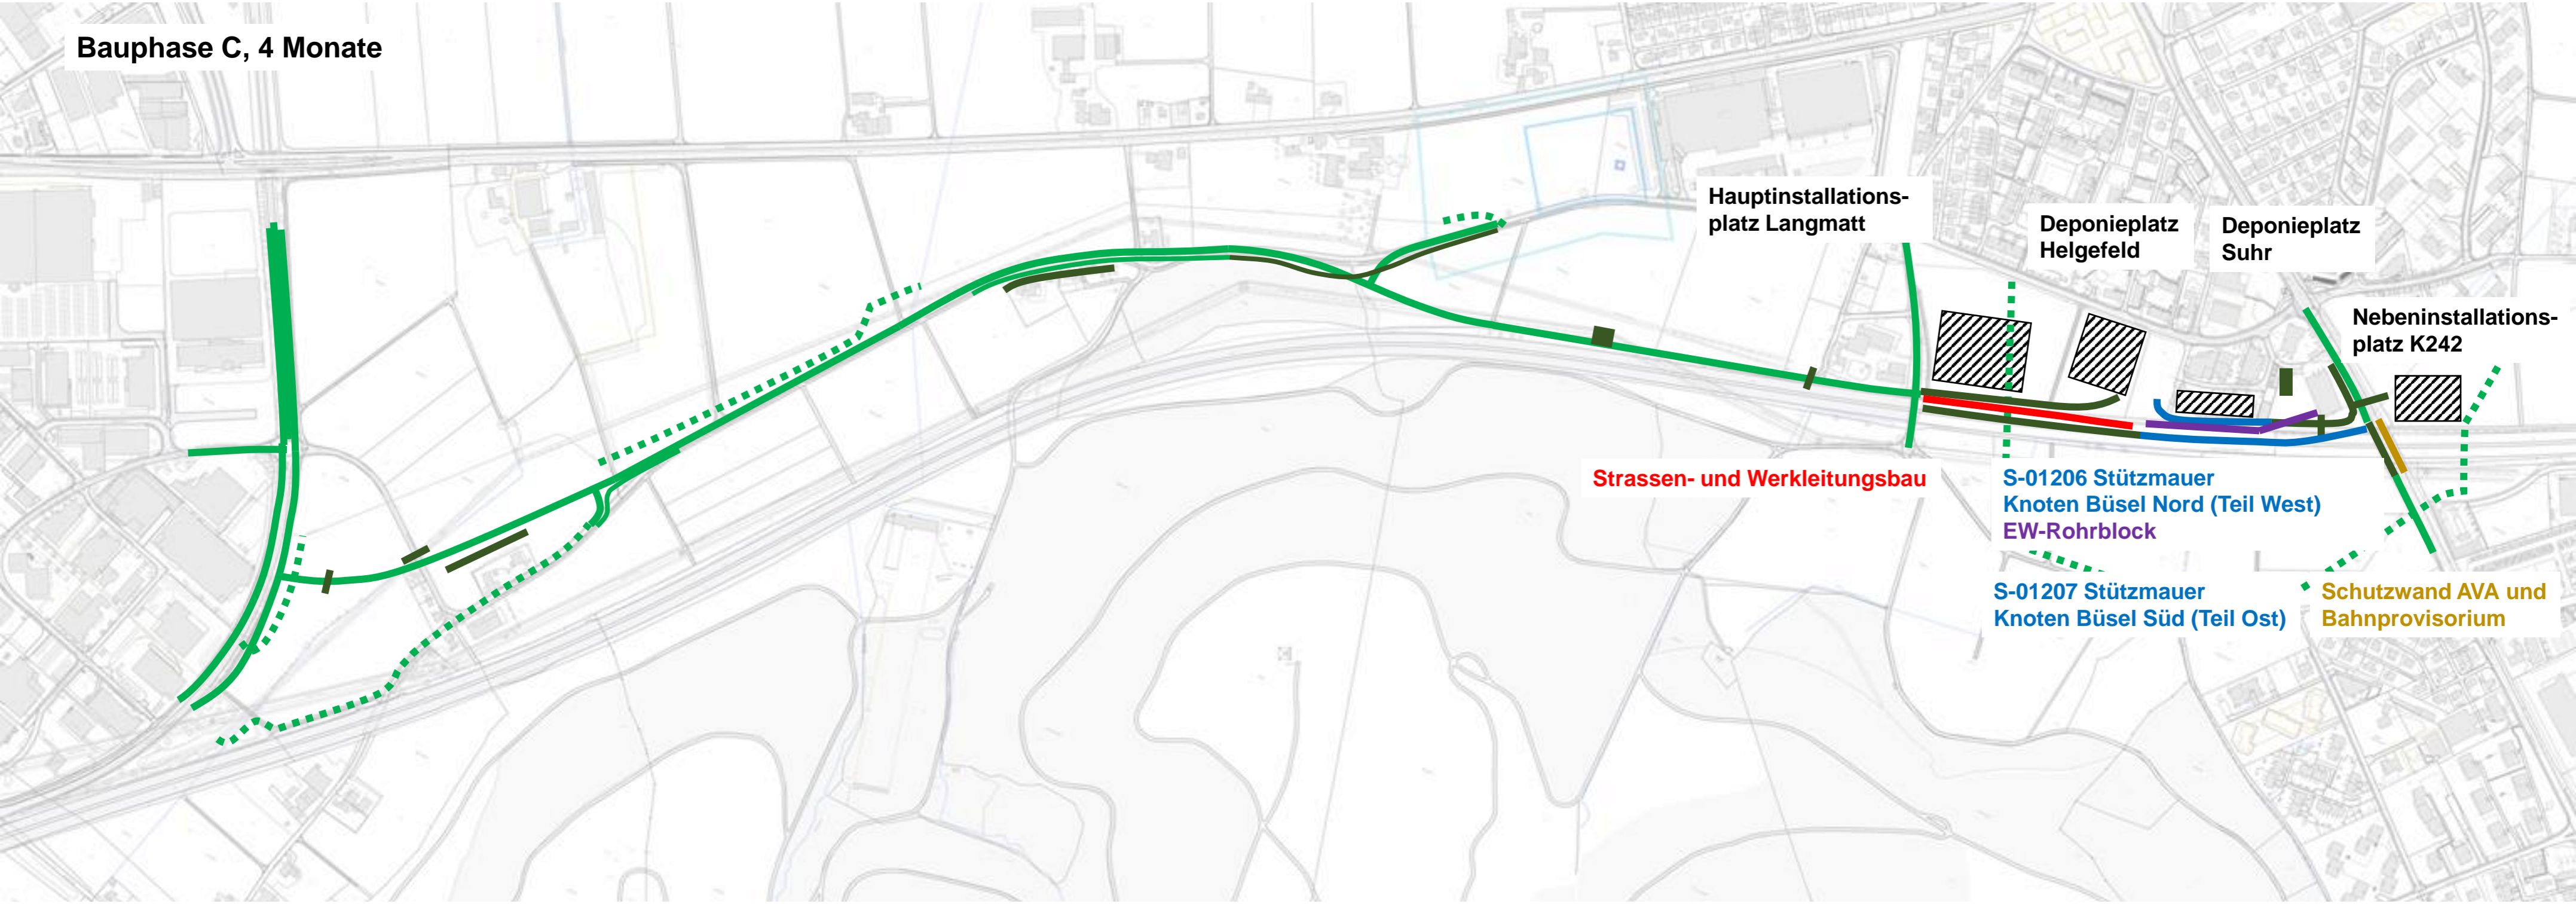 Bauphase C, 4 Monate
Hauptinstallations-
platz Langmatt
Deponieplatz
Helgefeld
Deponieplatz
Suhr
Nebeninstallations-
platz K242
Strassen- und Werkleitungsbau
S-01206 Stützmauer
Knoten Büsel Nord (Teil West)
EW-Rohrblock
S-01207 Stützmauer
Knoten Büsel Süd (Teil Ost)
Schutzwand AVA und
Bahnprovisorium